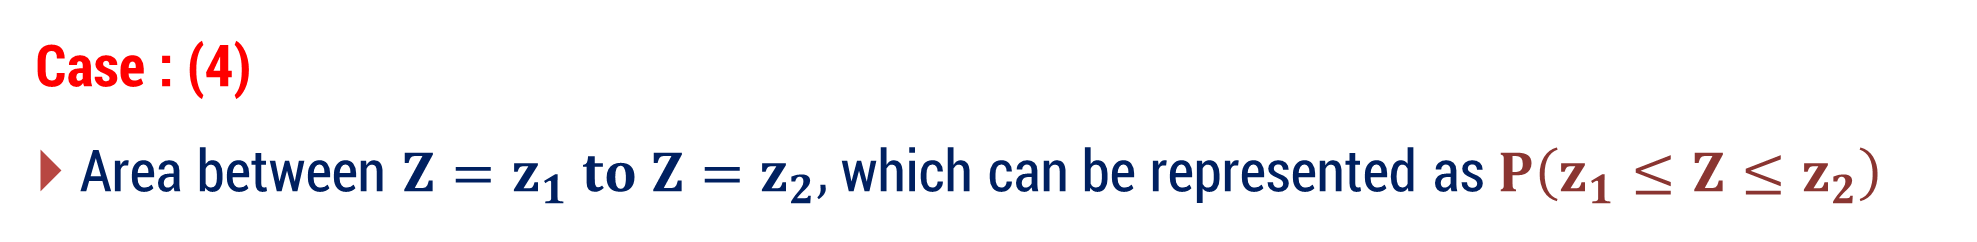 Case : (4)
Area between Z = z₁ to Z = z₂, which can be represented as P(z₁ ≤ Z ≤ z₂)